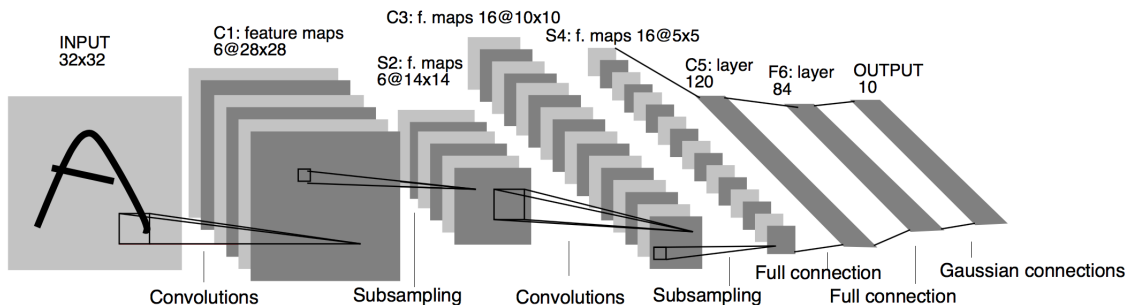 INPUT
32x32
C1: feature maps
6@28x28
S2: f. maps
6@14x14
C3: f. maps 16@10x10
S4: f. maps 16@5x5
C5: layer
120
F6: layer
84
OUTPUT
10
Convolutions
Subsampling
Convolutions
Subsampling
Full connection
Full connection
Gaussian connections